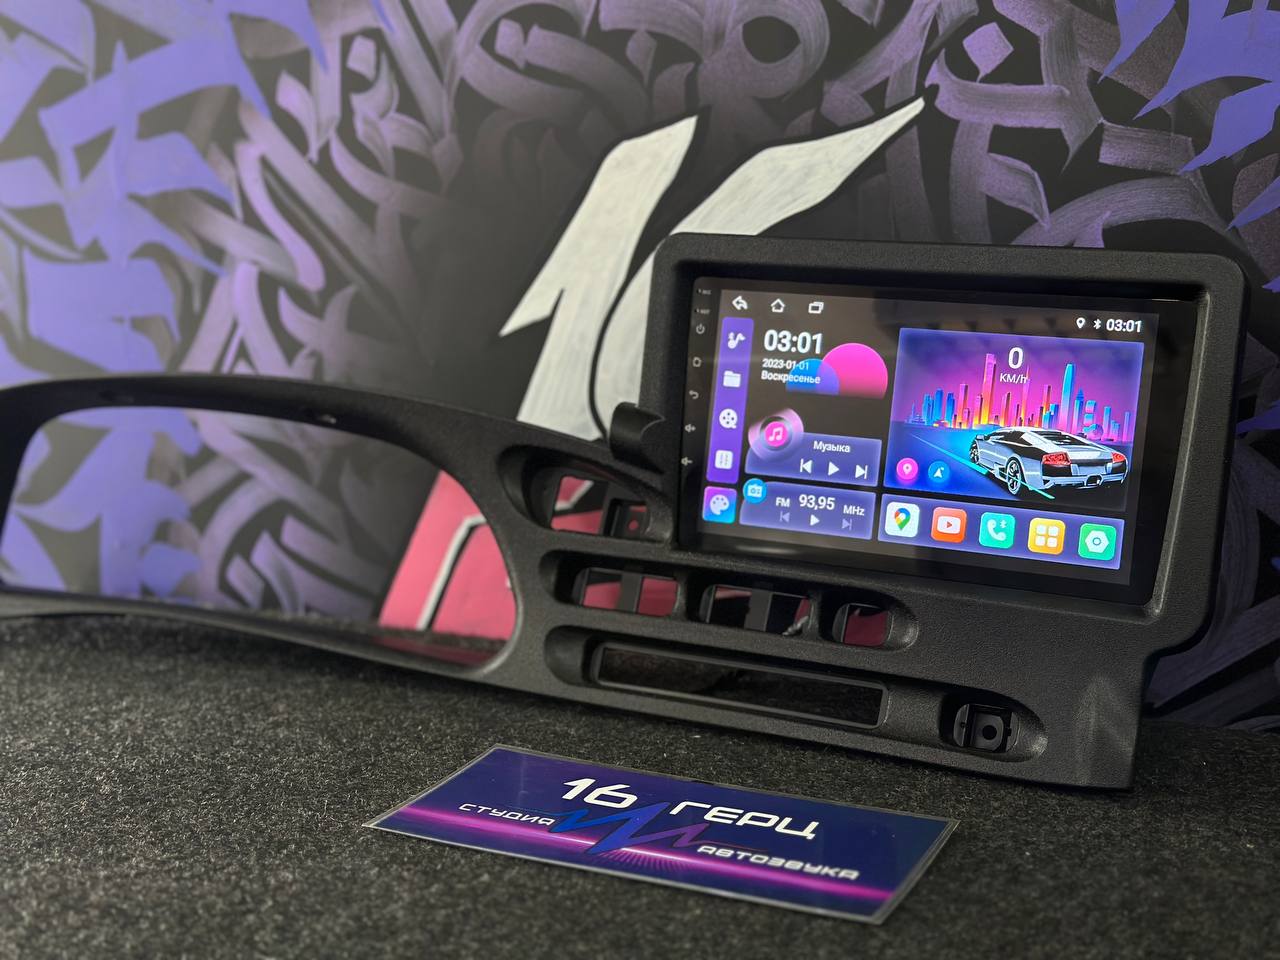 16
03:01
03:01
2023-01-01
Воскресенье
0
KM/h
Музыка
FM 93,95 MHz
16 ГЕРЦ
СТУДИЯ
АВТОЗВУКА